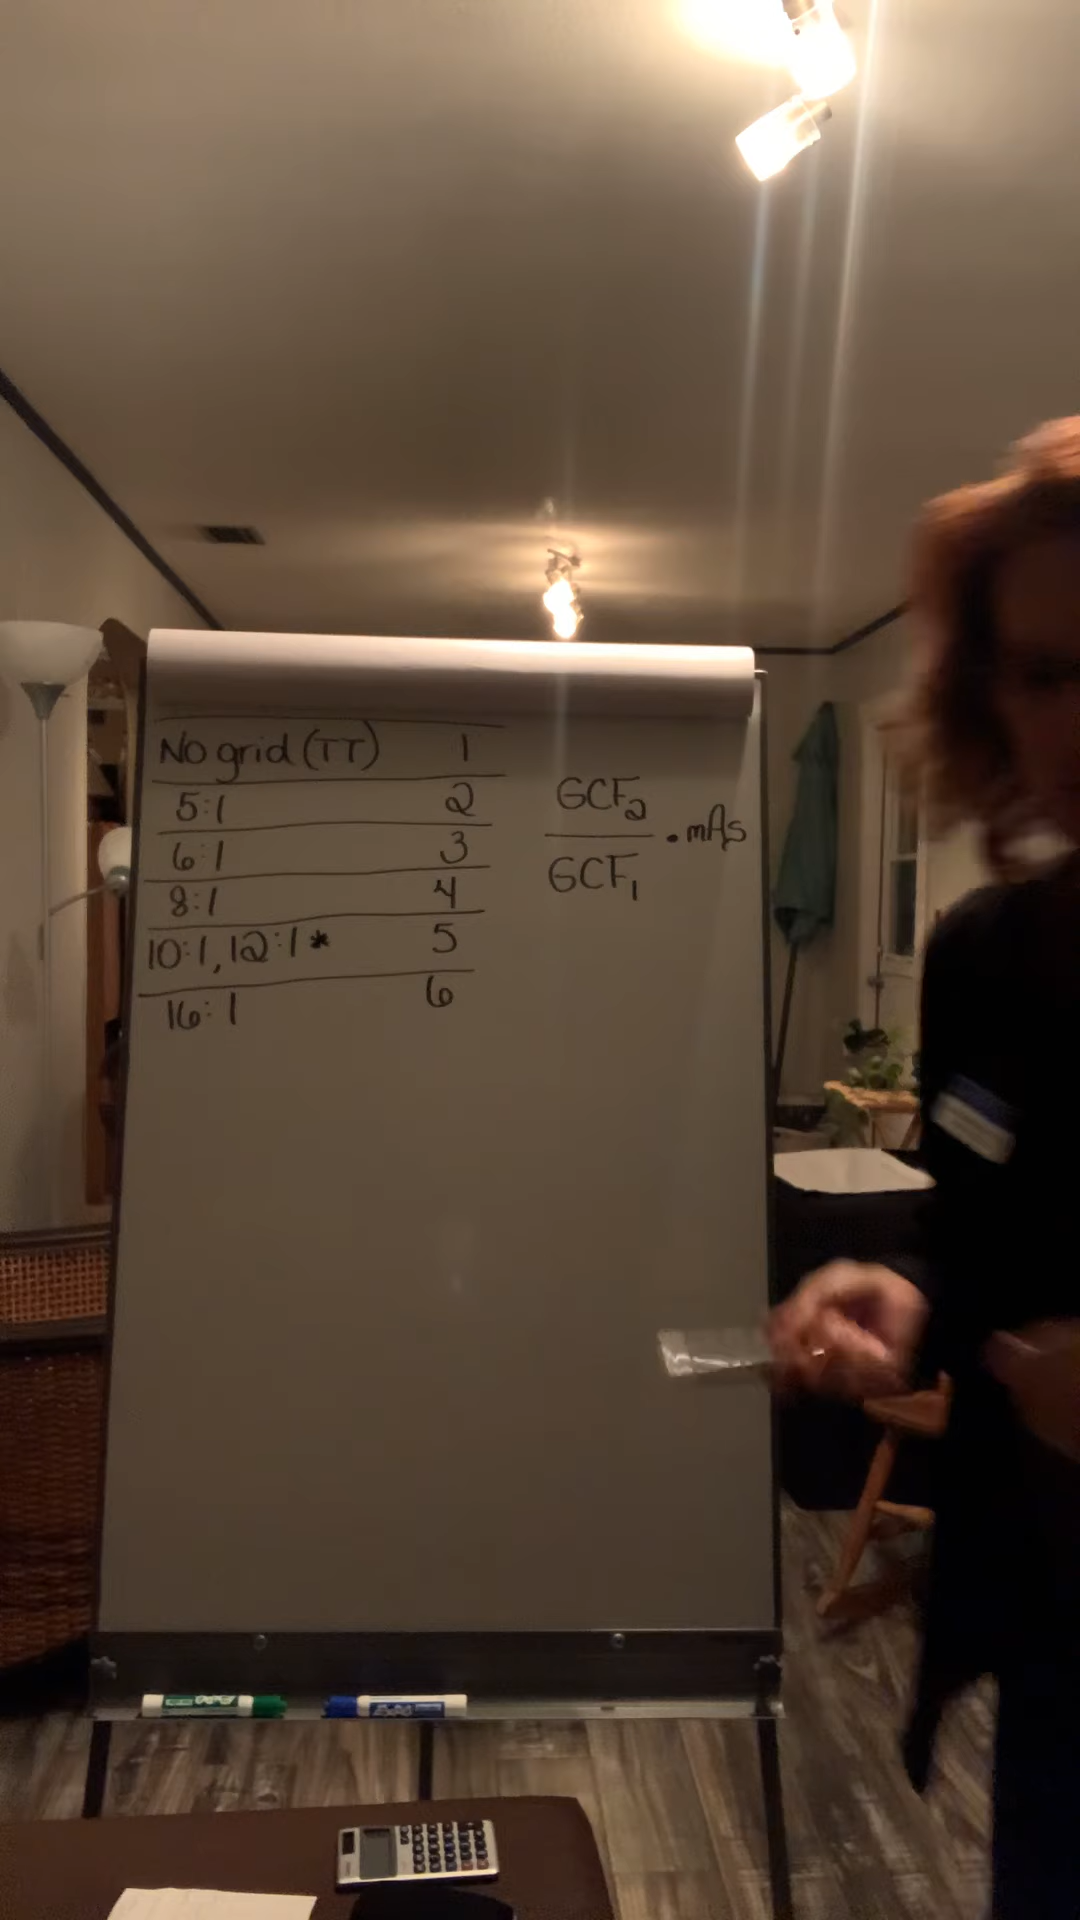 No grid (TT) 1
5:1 2
6:1 3
8:1 4
10:1, 12:1* 5
16:1 6
GCF2
GCF1
• mAs
EXPO